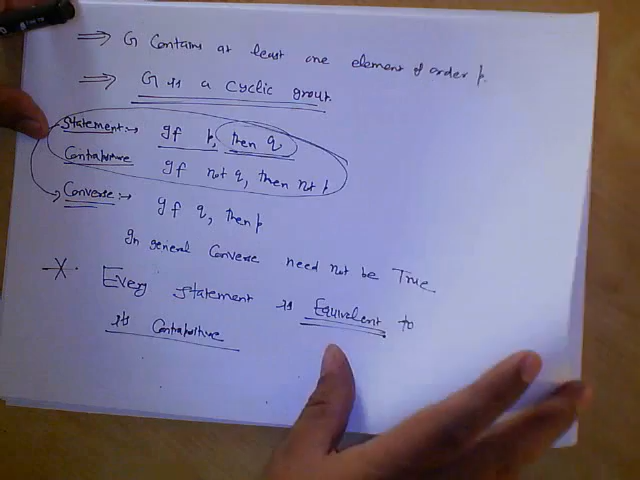 ⇒ G Contains at least one element of order p.
⇒ G is a cyclic group.
Statement:→ If p, then q
Contrapositive If not q, then not p
Converse:→ If q, then p
In general Converse need not be True
Every statement is Equivalent to
its Contrapositive